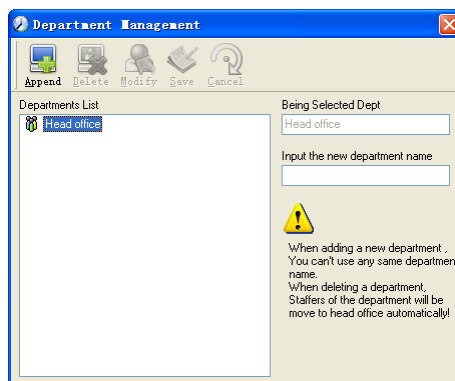 Department Management
Append Delete Modify Save Cancel
Departments List
Head office
Being Selected Dept
Head office
Input the new department name
When adding a new department ,
You can't use any same departmen
name.
When deleting a department,
Staffers of the department will be
move to head office automatically!